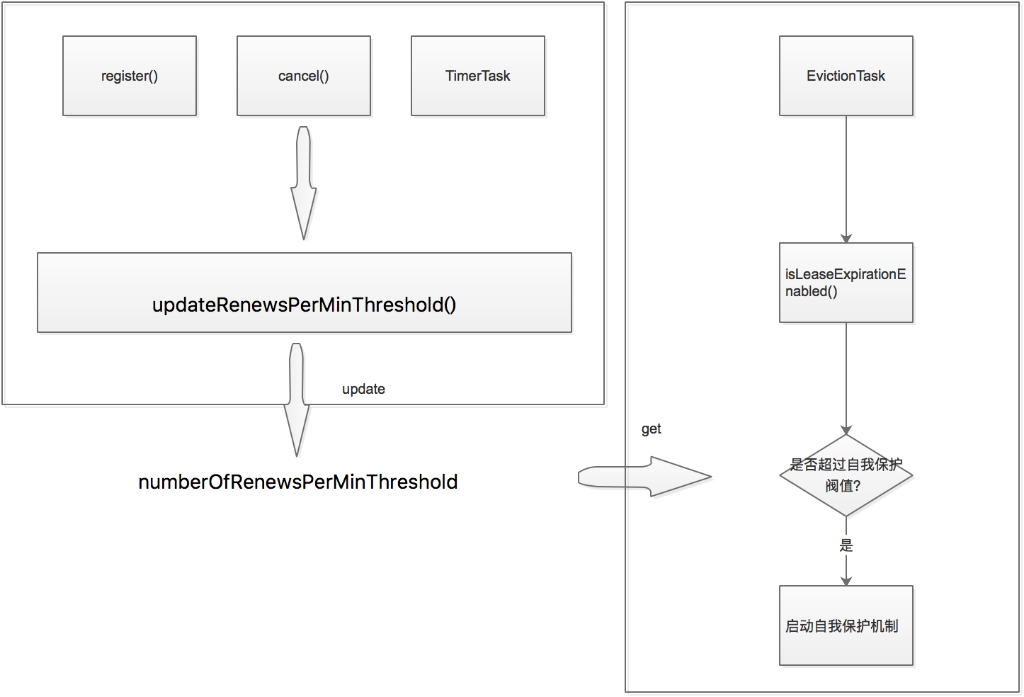 register()
cancel()
TimerTask
updateRenewsPerMinThreshold()
update
numberOfRenewsPerMinThreshold
get
EvictionTask
isLeaseExpirationE
nabled()
是否超过自我保护
阀值?
是
启动自我保护机制